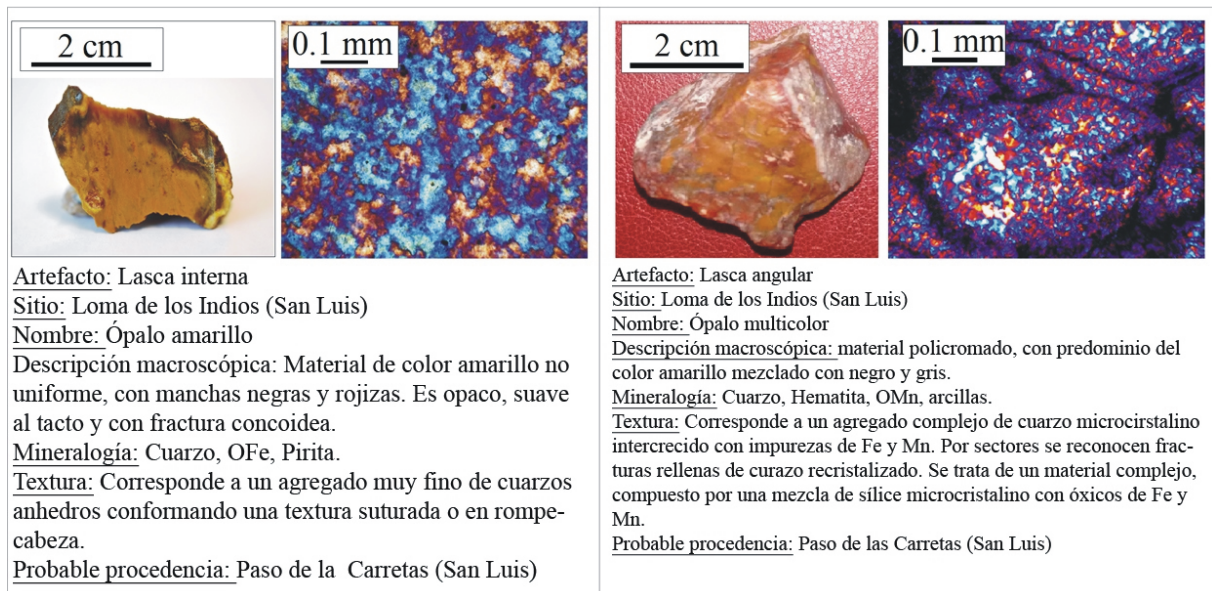 2 cm
0.1 mm
Artefacto: Lasca interna
Sitio: Loma de los Indios (San Luis)
Nombre: Ópalo amarillo
Descripción macroscópica: Material de color amarillo no
uniforme, con manchas negras y rojizas. Es opaco, suave
al tacto y con fractura concoidea.
Mineralogía: Cuarzo, OFe, Pirita.
Textura: Corresponde a un agregado muy fino de cuarzos
anhedros conformando una textura suturada o en rompe-
cabeza.
Probable procedencia: Paso de la Carretas (San Luis)
2 cm
0.1 mm
Artefacto: Lasca angular
Sitio: Loma de los Indios (San Luis)
Nombre: Ópalo multicolor
Descripción macroscópica: material policromado, con predominio del
color amarillo mezclado con negro y gris.
Mineralogía: Cuarzo, Hematita, OMn, arcillas.
Textura: Corresponde a un agregado complejo de cuarzo microcirstalino
intercrecido con impurezas de Fe y Mn. Por sectores se reconocen frac-
turas rellenas de curazo recristalizado. Se trata de un material complejo,
compuesto por una mezcla de sílice microcristalino con óxicos de Fe y
Mn.
Probable procedencia: Paso de las Carretas (San Luis)